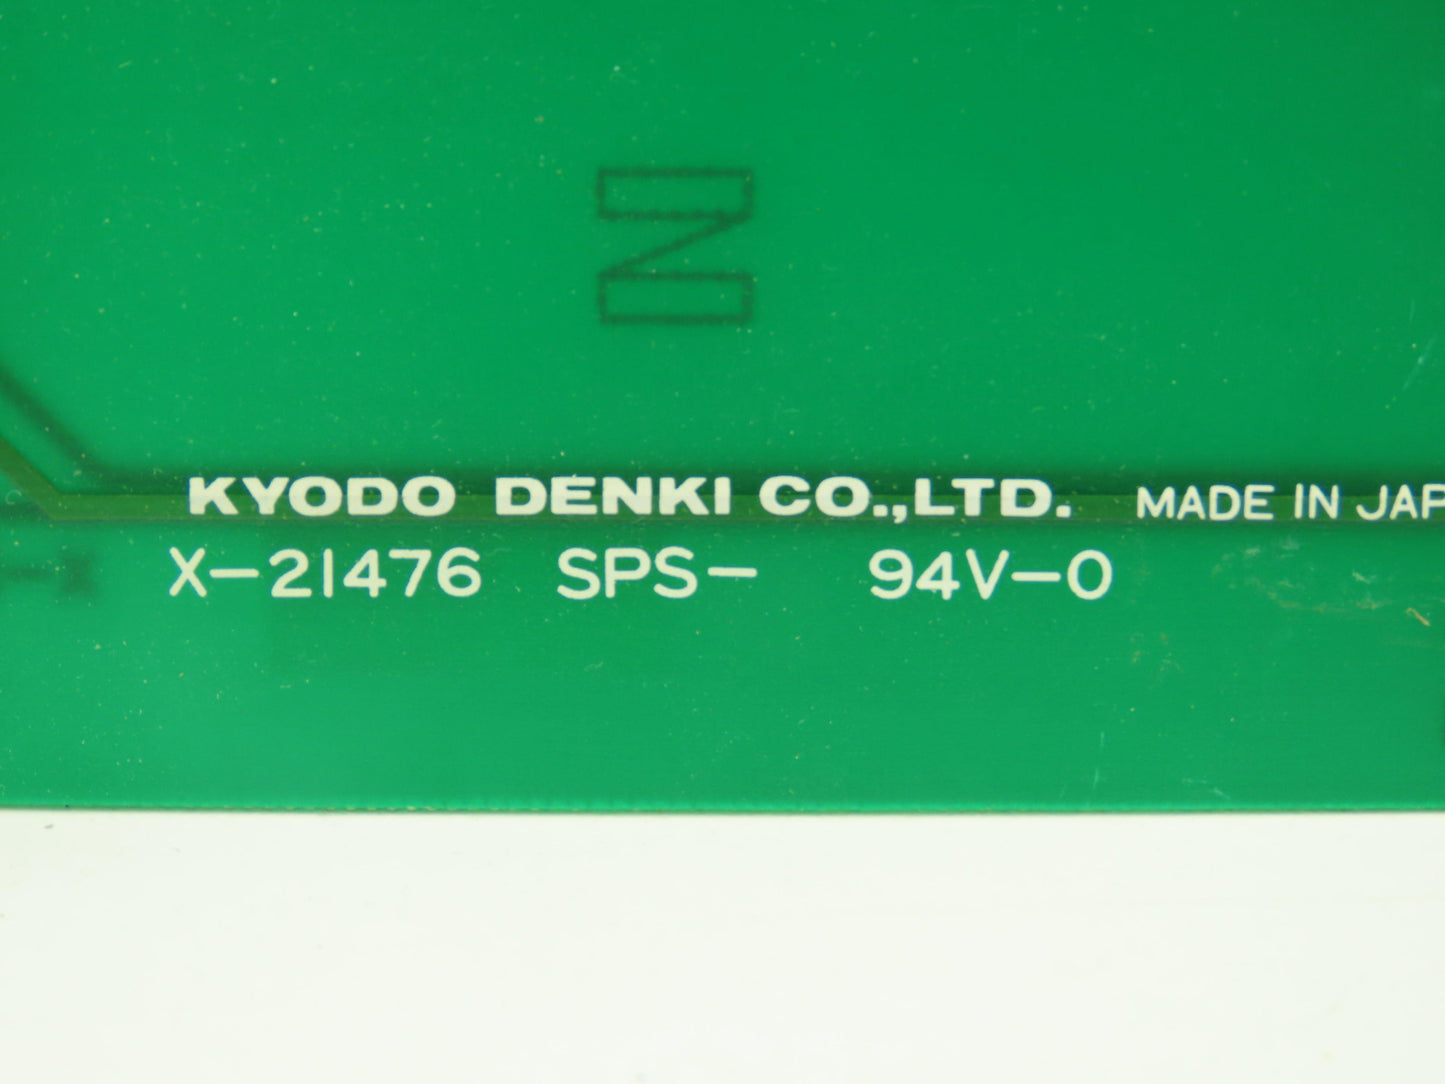 KYODO DENKI CO.,LTD. MADE IN JAP
X-21476 SPS- 94V-0